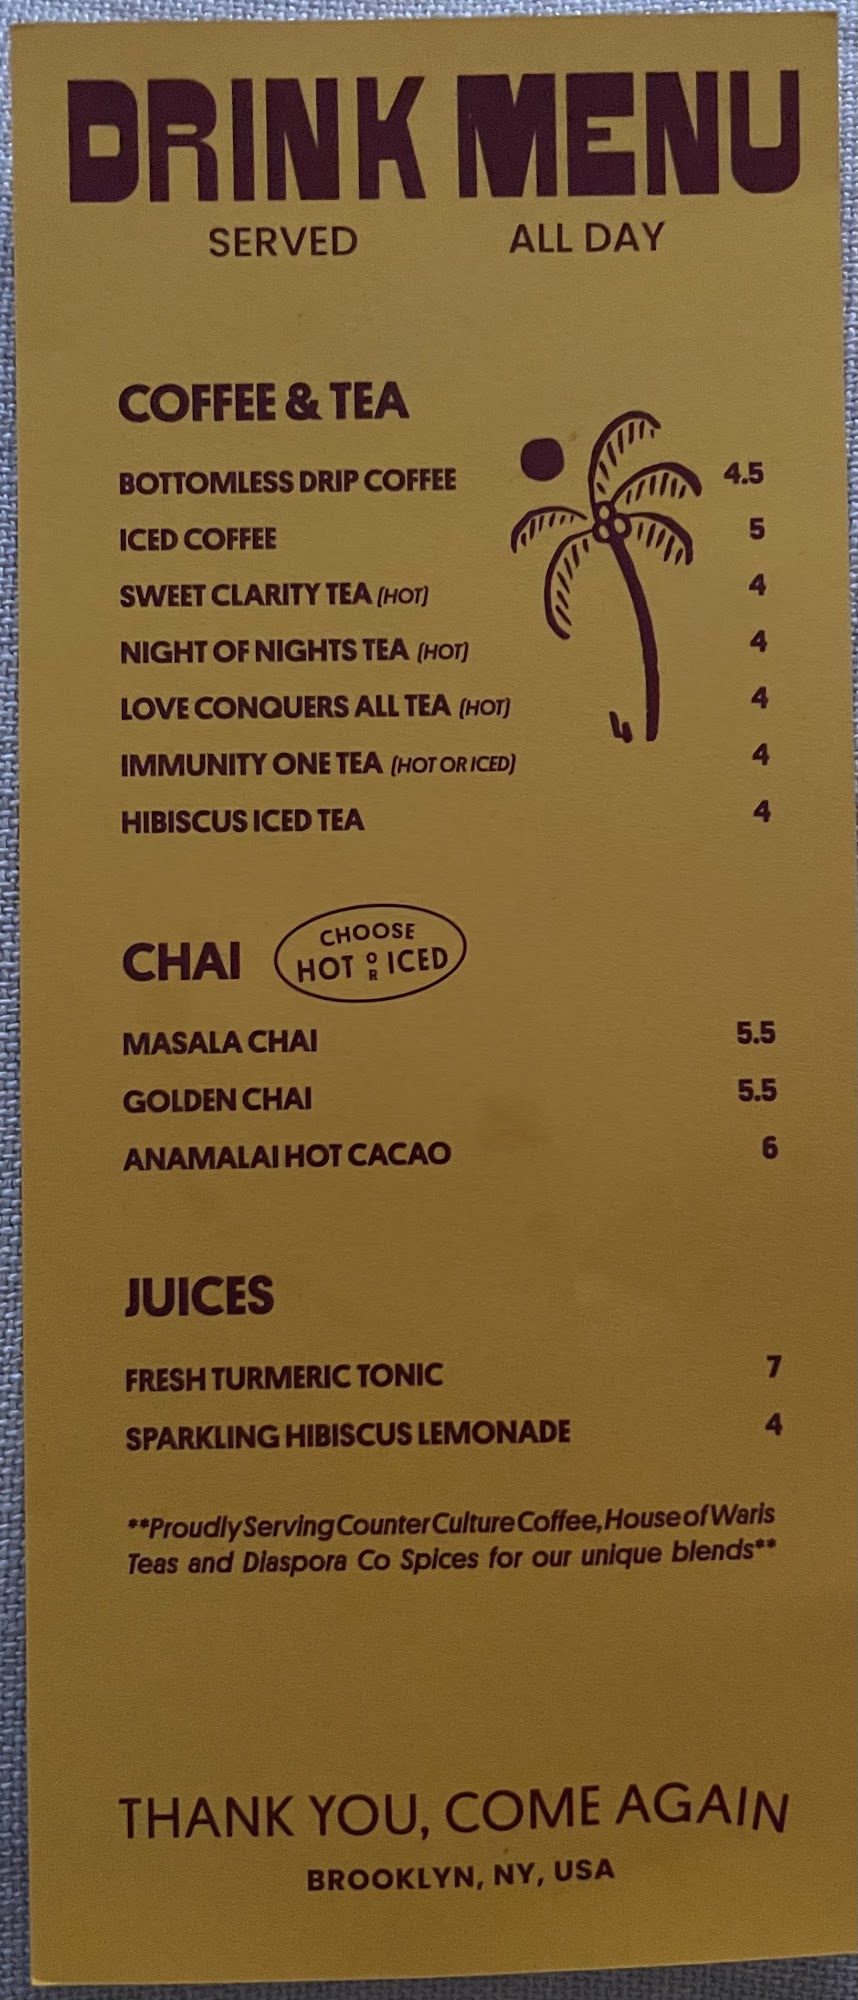 DRINK MENU
SERVED ALL DAY
COFFEE & TEA
BOTTOMLESS DRIP COFFEE 4.5
ICED COFFEE 5
SWEET CLARITY TEA (HOT) 4
NIGHT OF NIGHTS TEA (HOT) 4
LOVE CONQUERS ALL TEA (HOT) 4
IMMUNITY ONE TEA (HOT OR ICED) 4
HIBISCUS ICED TEA 4
CHAI
CHOOSE
HOT OR ICED
MASALA CHAI 5.5
GOLDEN CHAI 5.5
ANAMALAI HOT CACAO 6
JUICES
FRESH TURMERIC TONIC 7
SPARKLING HIBISCUS LEMONADE 4
**Proudly Serving Counter Culture Coffee, House of Waris
Teas and Diaspora Co Spices for our unique blends**
THANK YOU, COME AGAIN
BROOKLYN, NY, USA